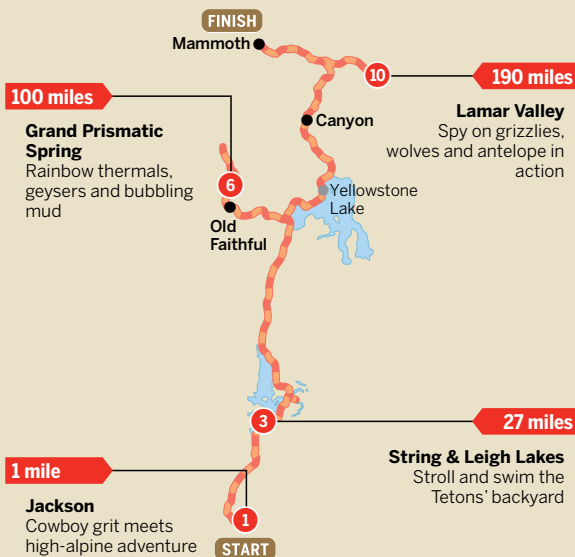 FINISH
Mammoth
10
190 miles
Lamar Valley
Spy on grizzlies,
wolves and antelope in
action
100 miles
Grand Prismatic
Spring
Rainbow thermals,
geysers and bubbling
mud
Canyon
6
Yellowstone
Lake
Old
Faithful
3
27 miles
String & Leigh Lakes
Stroll and swim the
Tetons’ backyard
1 mile
Jackson
Cowboy grit meets
high-alpine adventure
1
START